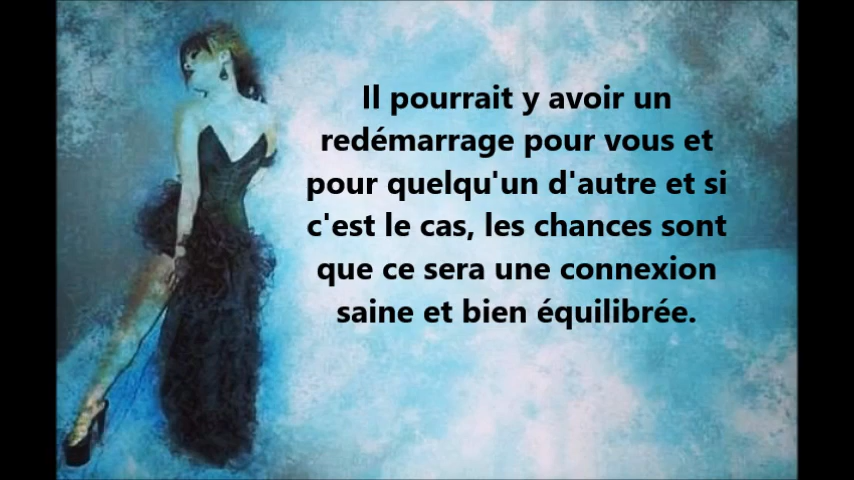 Il pourrait y avoir un
redémarrage pour vous et
pour quelqu'un d'autre et si
c'est le cas, les chances sont
que ce sera une connexion
saine et bien équilibrée.